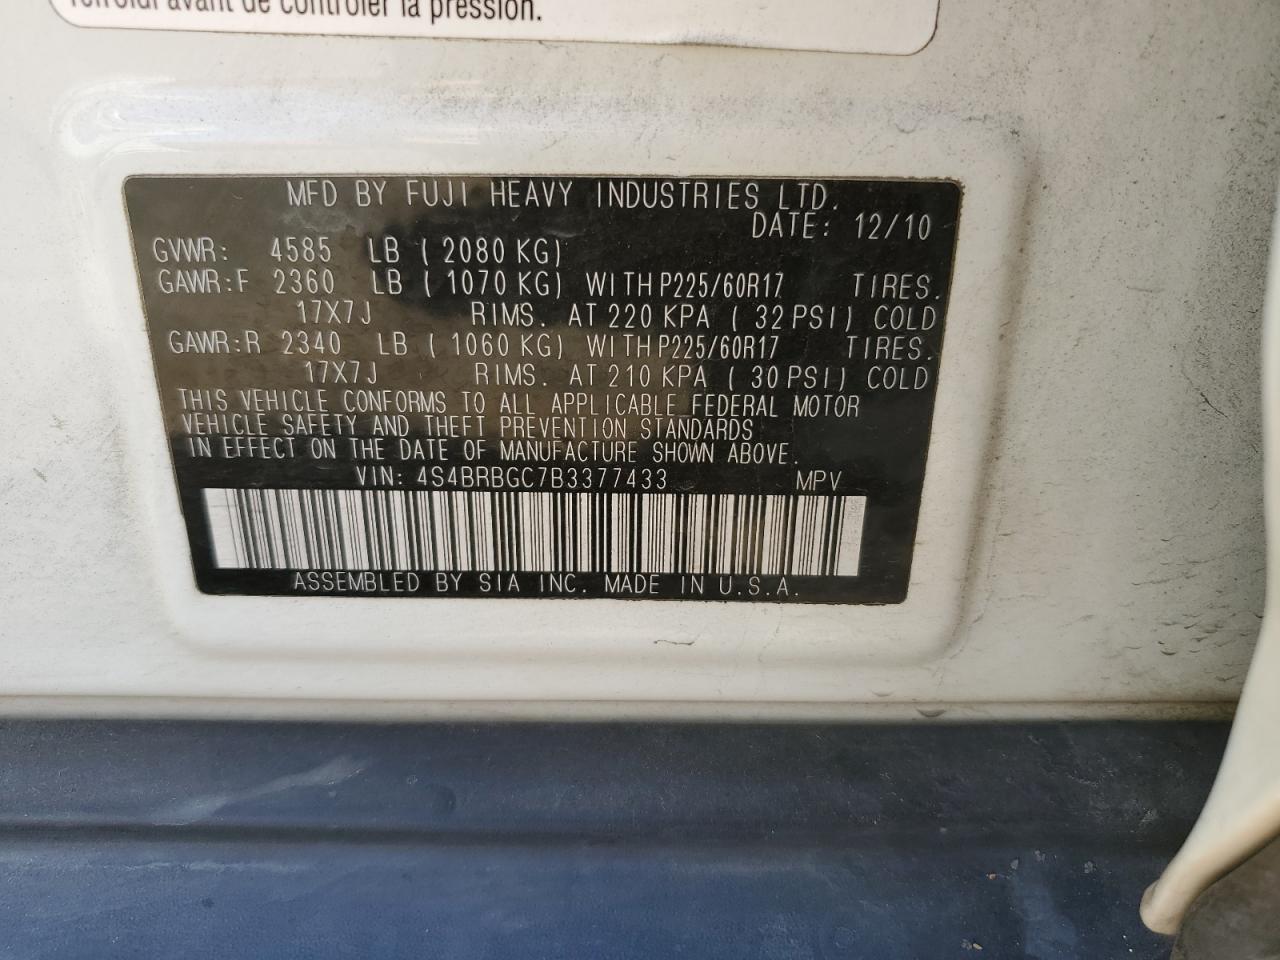 refroidi avant de contrôler la pression.
MFD BY FUJI HEAVY INDUSTRIES LTD.
DATE: 12/10
GVWR: 4585 LB (2080 KG)
GAWR:F 2360 LB (1070 KG) WITH P225/60R17 TIRES.
17X7J RIMS. AT 220 KPA (32 PSI) COLD
GAWR:R 2340 LB (1060 KG) WITH P225/60R17 TIRES.
17X7J RIMS. AT 210 KPA (30 PSI) COLD
THIS VEHICLE CONFORMS TO ALL APPLICABLE FEDERAL MOTOR
VEHICLE SAFETY AND THEFT PREVENTION STANDARDS
IN EFFECT ON THE DATE OF MANUFACTURE SHOWN ABOVE.
VIN: 4S4BRBGC7B3377433 MPV
ASSEMBLED BY SIA INC. MADE IN U.S.A.